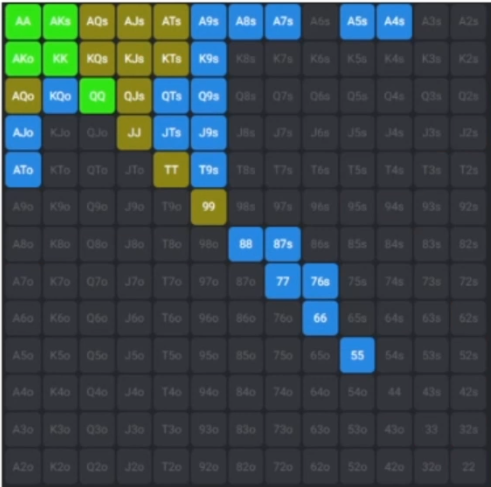 AA AKs AQs AJs ATs A9s A8s A7s A6s A5s A4s A3s A2s
AKo KK KQs KJs KTs K9s K8s K7s K6s K5s K4s K3s K2s
AQo KQo QQ QJs QTs Q9s Q8s Q7s Q6s Q5s Q4s Q3s Q2s
AJo KJo QJo JJ JTs J9s J8s J7s J6s J5s J4s J3s J2s
ATo KTo QTo JTo TT T9s T8s T7s T6s T5s T4s T3s T2s
A9o K9o Q9o J9o T9o 99 98s 97s 96s 95s 94s 93s 92s
A8o K8o Q8o J8o T8o 98o 88 87s 86s 85s 84s 83s 82s
A7o K7o Q7o J7o T7o 97o 87o 77 76s 75s 74s 73s 72s
A6o K6o Q6o J6o T6o 96o 86o 76o 66 65s 64s 63s 62s
A5o K5o Q5o J5o T5o 95o 85o 75o 65o 55 54s 53s 52s
A4o K4o Q4o J4o T4o 94o 84o 74o 64o 54o 44 43s 42s
A3o K3o Q3o J3o T3o 93o 83o 73o 63o 53o 43o 33 32s
A2o K2o Q2o J2o T2o 92o 82o 72o 62o 52o 42o 32o 22